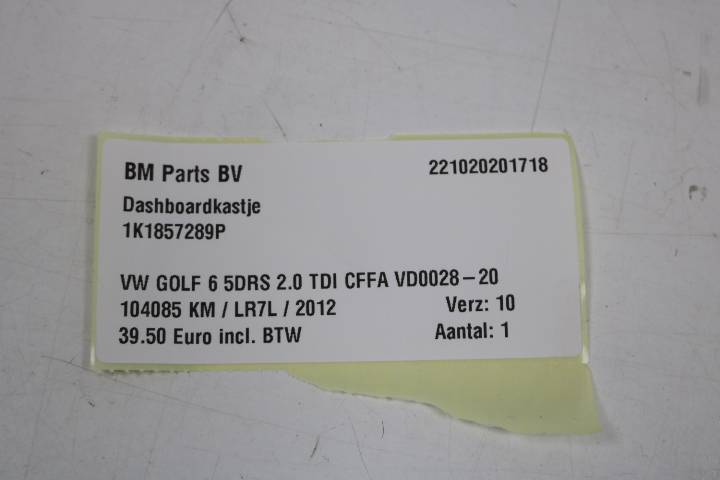 BM Parts BV 221020201718
Dashboardkastje
1K1857289P
VW GOLF 6 5DRS 2.0 TDI CFFA VD0028-20
104085 KM / LR7L / 2012 Verz: 10
39.50 Euro incl. BTW Aantal: 1